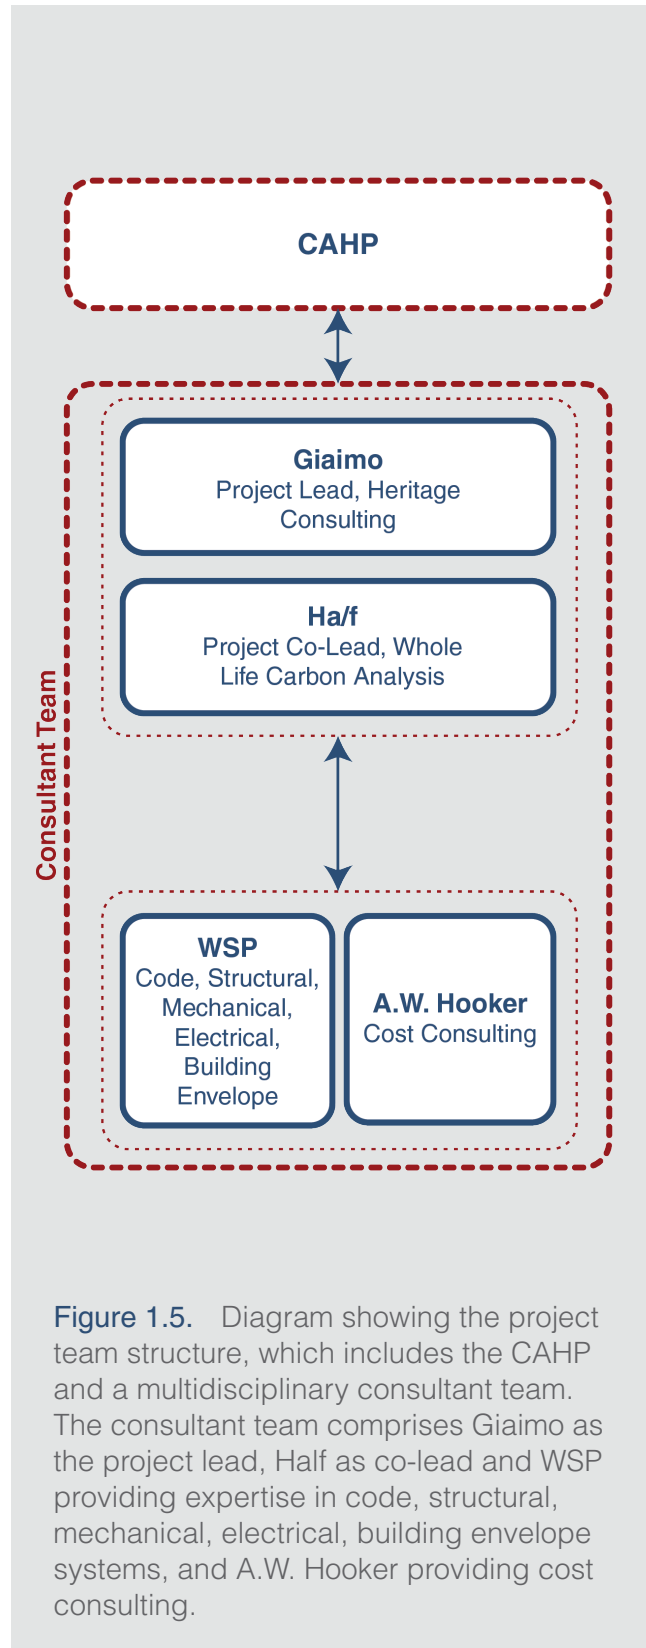 CAHP
Giaimo
Project Lead, Heritage
Consulting
Ha/f
Project Co-Lead, Whole
Life Carbon Analysis
Consultant Team
WSP
Code, Structural,
Mechanical,
Electrical,
Building
Envelope
A.W. Hooker
Cost Consulting
Figure 1.5. Diagram showing the project
team structure, which includes the CAHP
and a multidisciplinary consultant team.
The consultant team comprises Giaimo as
the project lead, Half as co-lead and WSP
providing expertise in code, structural,
mechanical, electrical, building envelope
systems, and A.W. Hooker providing cost
consulting.